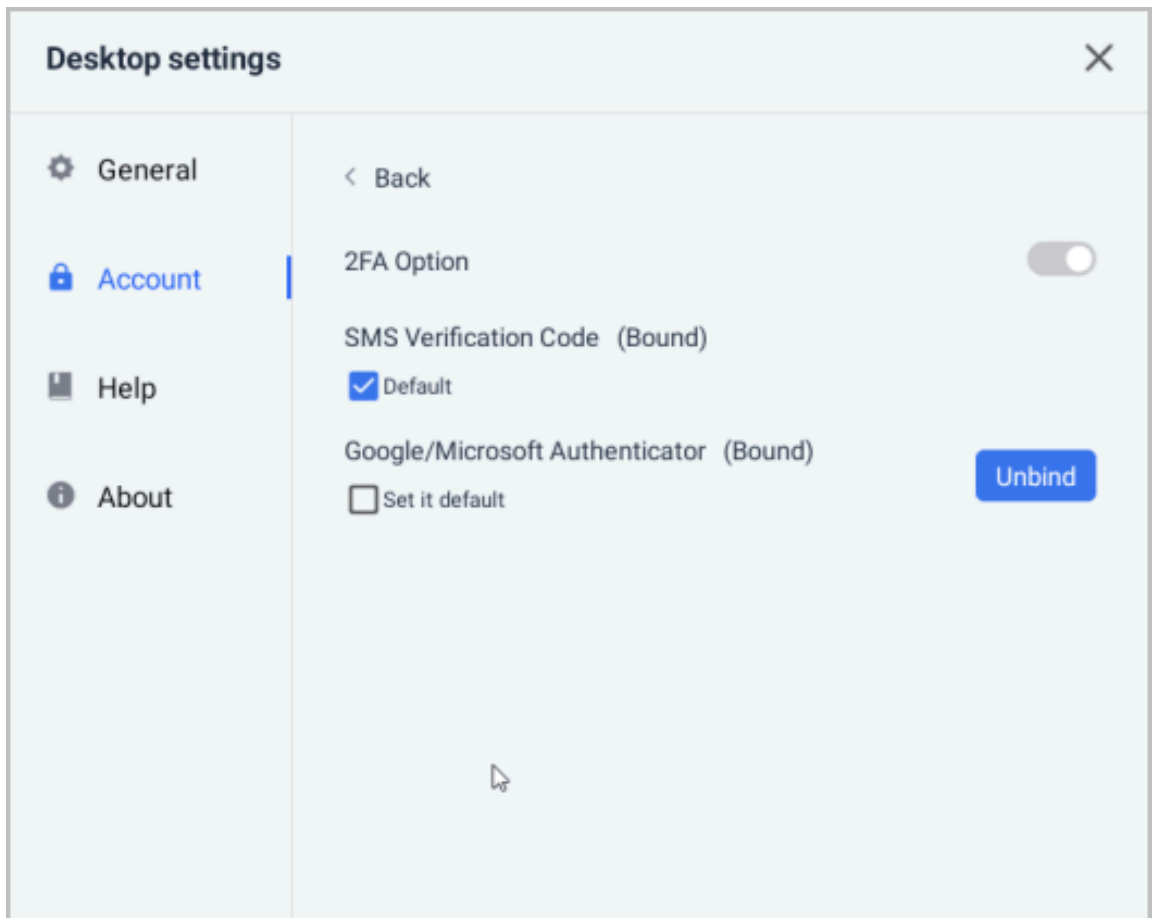 Desktop settings
General
Account
Help
About
Back
2FA Option
SMS Verification Code (Bound)
Default
Google/Microsoft Authenticator (Bound)
Set it default
Unbind